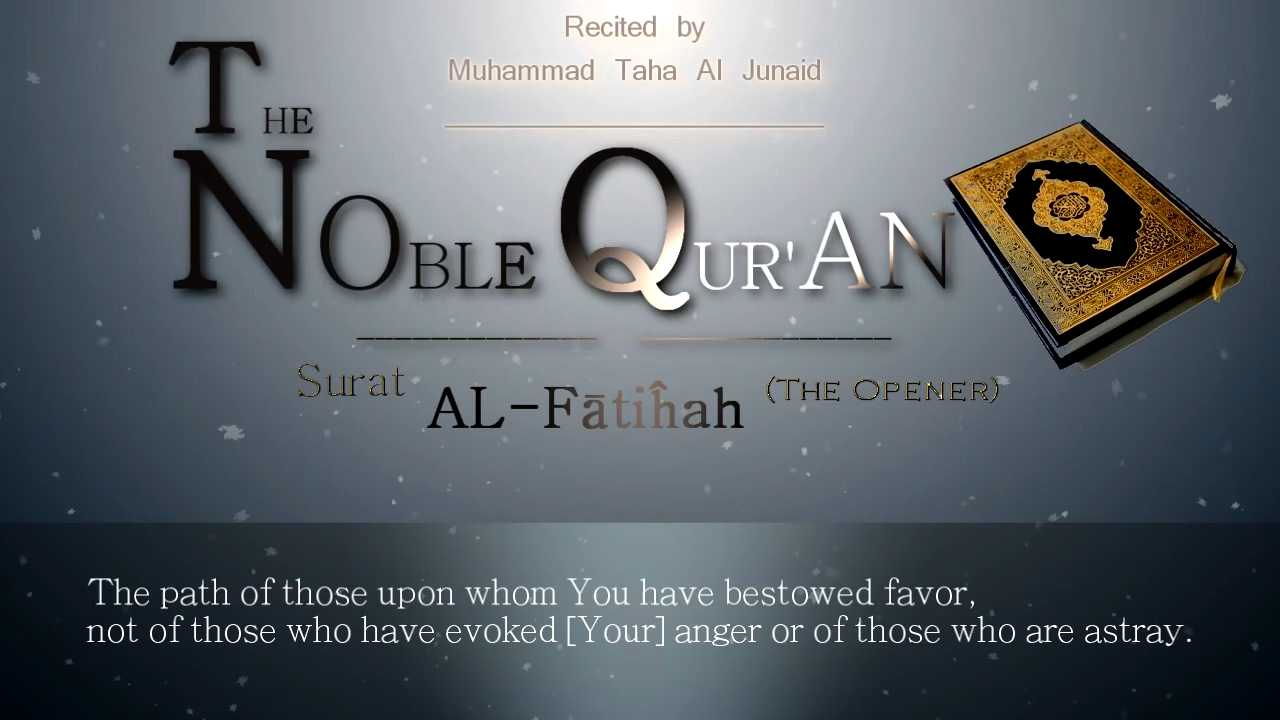 Recited by
Muhammad Taha Al Junaid
THE
NOBLE QUR'AN
Surat AL-Fātiĥah (THE OPENER)
The path of those upon whom You have bestowed favor,
not of those who have evoked [Your] anger or of those who are astray.